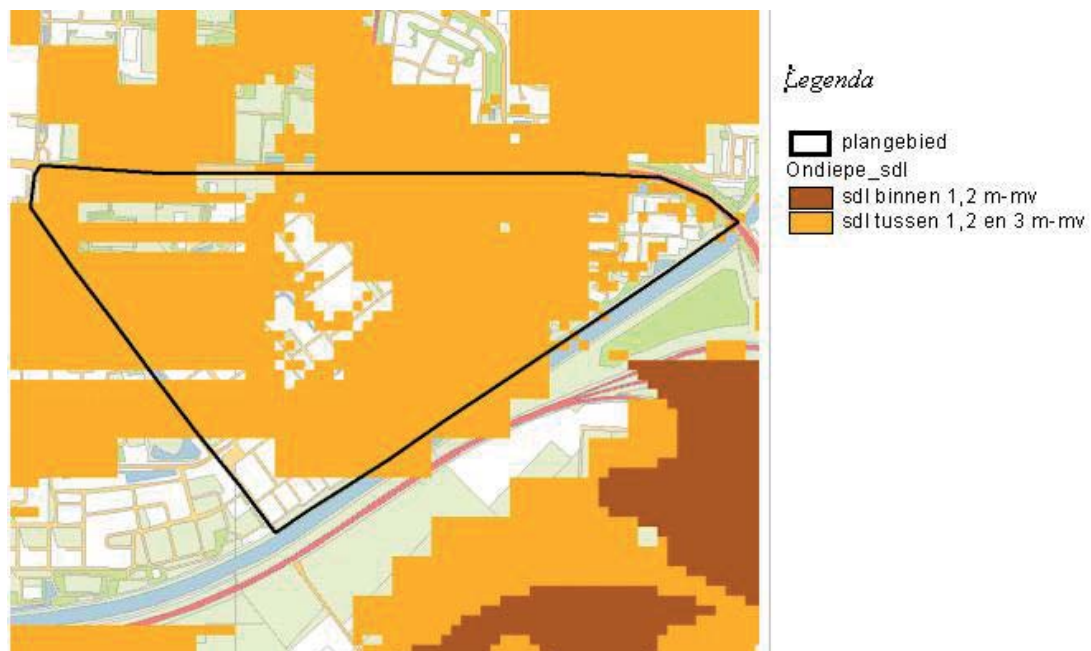 Legenda
plangebied
Ondiepe_sdl
sdl binnen 1,2 m-mv
sdl tussen 1,2 en 3 m-mv